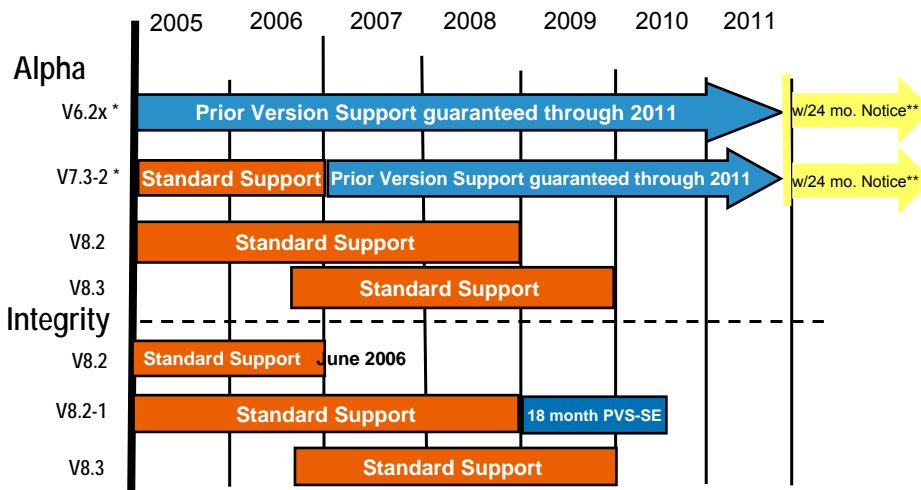 2005 2006 2007 2008 2009 2010 2011
Alpha
V6.2x * Prior Version Support guaranteed through 2011 w/24 mo. Notice**
V7.3-2 * Standard Support Prior Version Support guaranteed through 2011 w/24 mo. Notice**
V8.2 Standard Support
V8.3 Standard Support
Integrity
V8.2 Standard Support June 2006
V8.2-1 Standard Support 18 month PVS-SE
V8.3 Standard Support